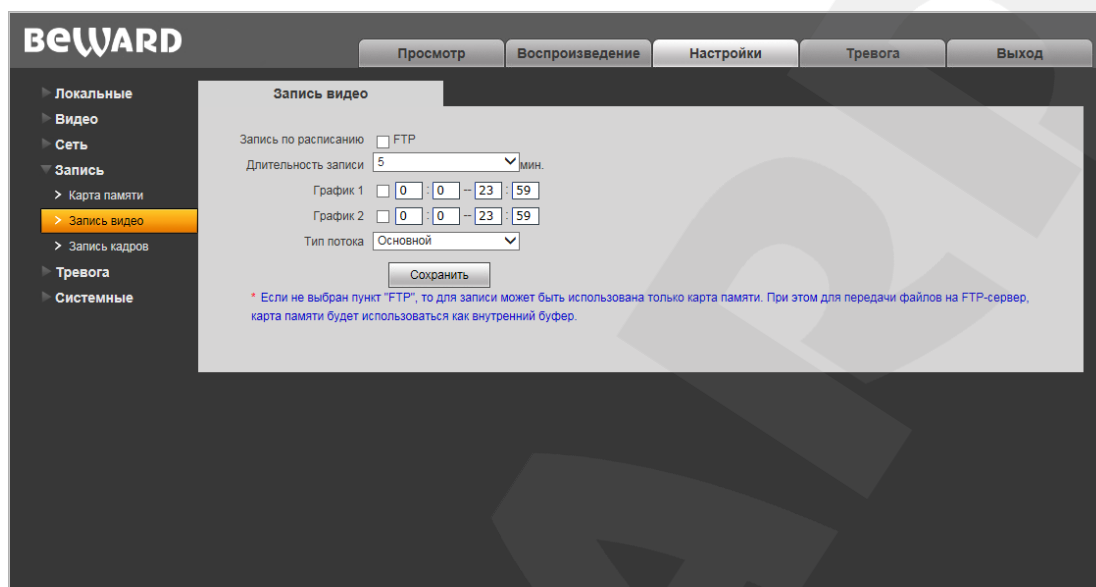 BEWARD
Просмотр Воспроизведение Настройки Тревога Выход
Локальные
Видео
Сеть
Запись
> Карта памяти
> Запись видео
> Запись кадров
Тревога
Системные
Запись видео
Запись по расписанию FTP
Длительность записи 5 мин.
График 1 0 : 0 -- 23 : 59
График 2 0 : 0 -- 23 : 59
Тип потока Основной
Сохранить
* Если не выбран пункт "FTP", то для записи может быть использована только карта памяти. При этом для передачи файлов на FTP-сервер,
карта памяти будет использоваться как внутренний буфер.